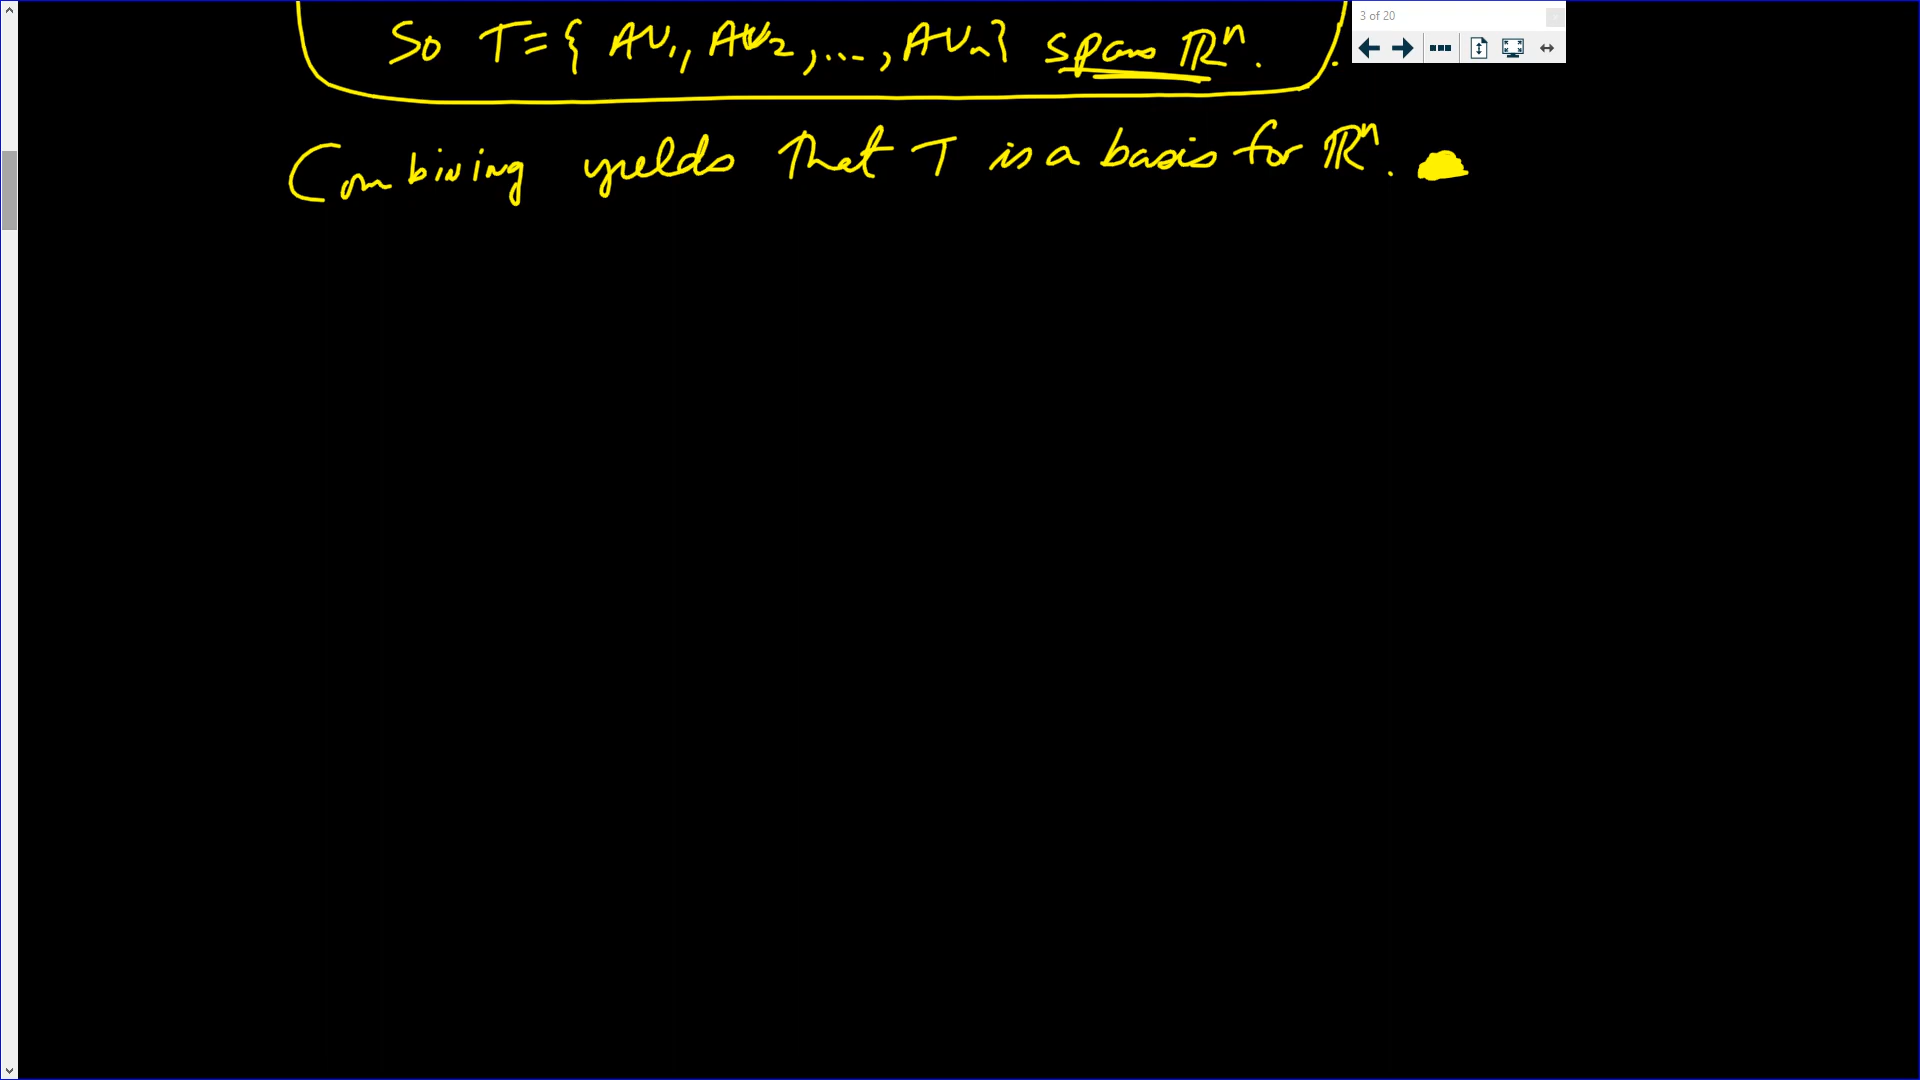 3 of 20
So T = { AV₁, AV₂, ..., AVₙ} spans ℝⁿ.
Combining yields that T is a basis for ℝⁿ.